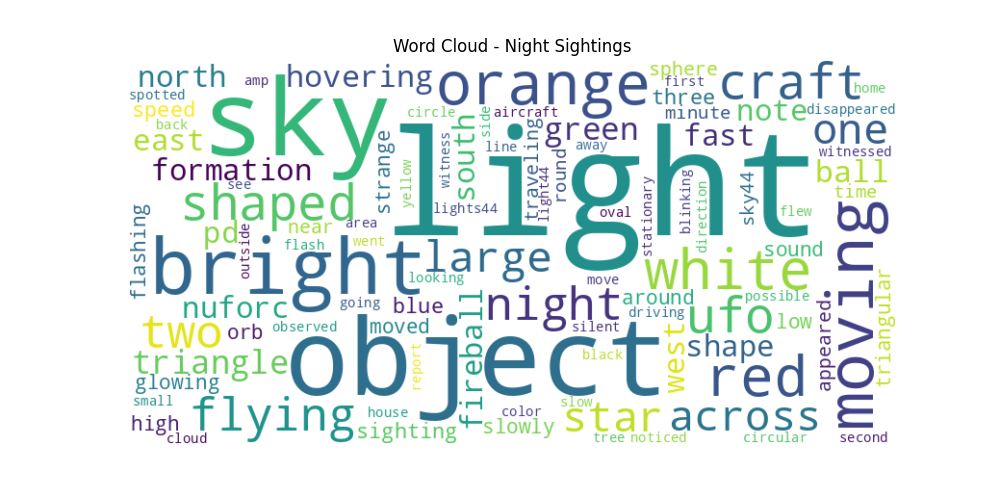 Word Cloud - Night Sightings
north
amp
hovering
orange
sphere
first
craft
home
spotted
speed
back
east
sky
circle
side
aircraft
three
minute
note
disappeared
formation
see
strange
yellow
witness
south
line
traveling
light44
round
green
away
fast
one
witnessed
ball
time
shaped
light
lights44
oval
stationary
blinking
direction
sky44
flew
flashing
pd
outside
near
area
flash
went
bright
large
looking
white
sound
moving
move
nuforc
going
blue
night
around
ufo
possible
low
two
orb
observed
moved
fireball
silent
driving
west
shape
appeared
triangular
triangle
object
report
black
red
glowing
small
flying
house
color
slow
star
across
high
cloud
sighting
slowly
tree
noticed
circular
second